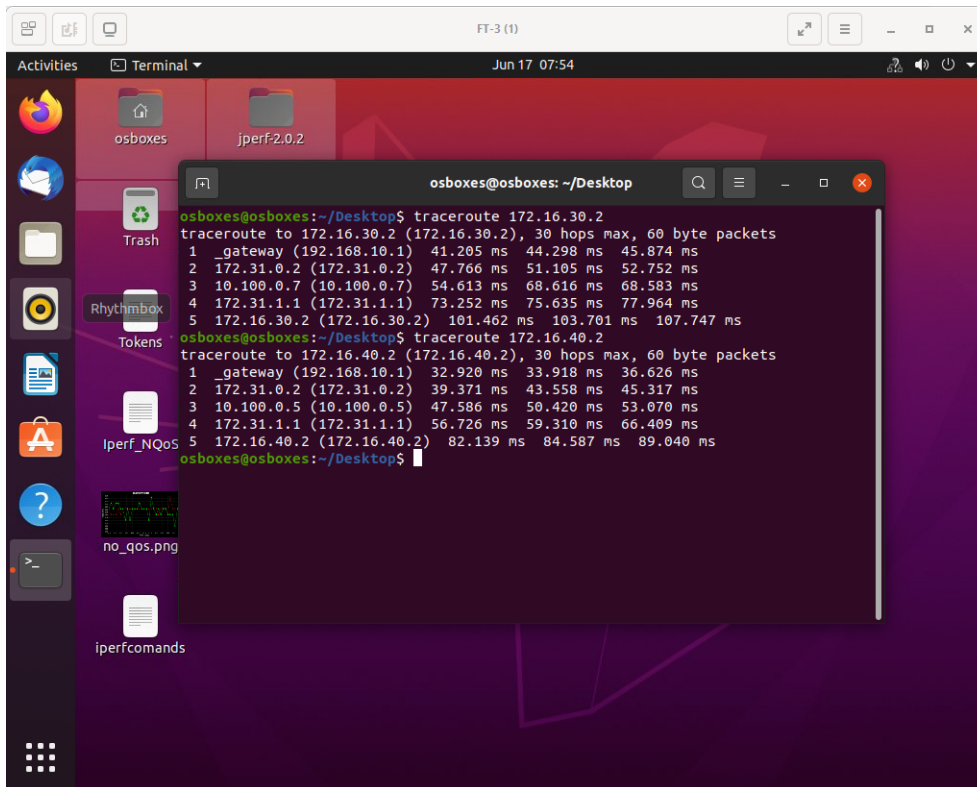 FT-3 (1)
Activities
Terminal
Jun 17 07:54
osboxes
jperf-2.0.2
Trash
Rhythmbox
Tokens
Iperf_NQoS
no_qos.png
iperfcomands
osboxes@osboxes: ~/Desktop
osboxes@osboxes:~/Desktop$ traceroute 172.16.30.2
traceroute to 172.16.30.2 (172.16.30.2), 30 hops max, 60 byte packets
1 _gateway (192.168.10.1) 41.205 ms 44.298 ms 45.874 ms
2 172.31.0.2 (172.31.0.2) 47.766 ms 51.105 ms 52.752 ms
3 10.100.0.7 (10.100.0.7) 54.613 ms 68.616 ms 68.583 ms
4 172.31.1.1 (172.31.1.1) 73.252 ms 75.635 ms 77.964 ms
5 172.16.30.2 (172.16.30.2) 101.462 ms 103.701 ms 107.747 ms
osboxes@osboxes:~/Desktop$ traceroute 172.16.40.2
traceroute to 172.16.40.2 (172.16.40.2), 30 hops max, 60 byte packets
1 _gateway (192.168.10.1) 32.920 ms 33.918 ms 36.626 ms
2 172.31.0.2 (172.31.0.2) 39.371 ms 43.558 ms 45.317 ms
3 10.100.0.5 (10.100.0.5) 47.586 ms 50.420 ms 53.070 ms
4 172.31.1.1 (172.31.1.1) 56.726 ms 59.310 ms 66.409 ms
5 172.16.40.2 (172.16.40.2) 82.139 ms 84.587 ms 89.040 ms
osboxes@osboxes:~/Desktop$